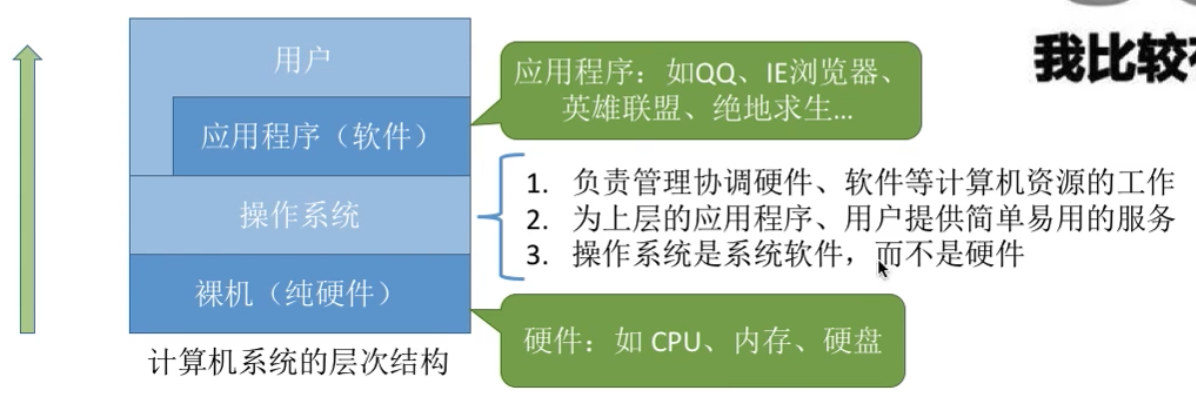 我比较
用户
应用程序（软件）
操作系统
裸机（纯硬件）
计算机系统的层次结构
应用程序：如QQ、IE浏览器、
英雄联盟、绝地求生...
1. 负责管理协调硬件、软件等计算机资源的工作
2. 为上层的应用程序、用户提供简单易用的服务
3. 操作系统是系统软件，而不是硬件
硬件：如 CPU、内存、硬盘